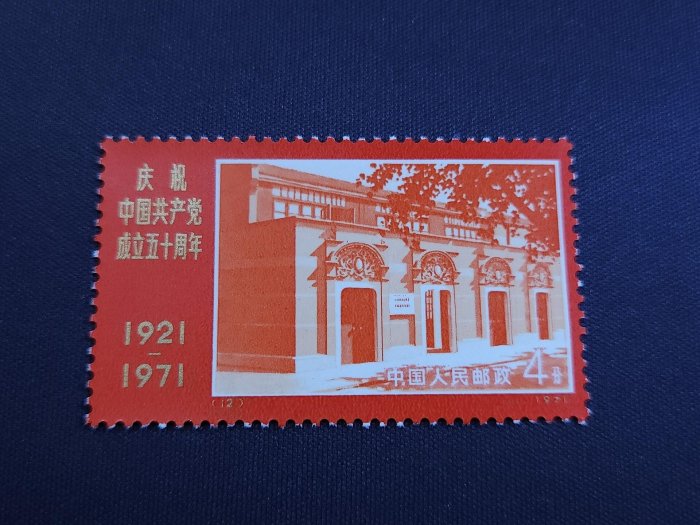 庆祝
中国共产党
成立五十周年
1921
–
1971
中国人民邮政 4分
(12)
1971